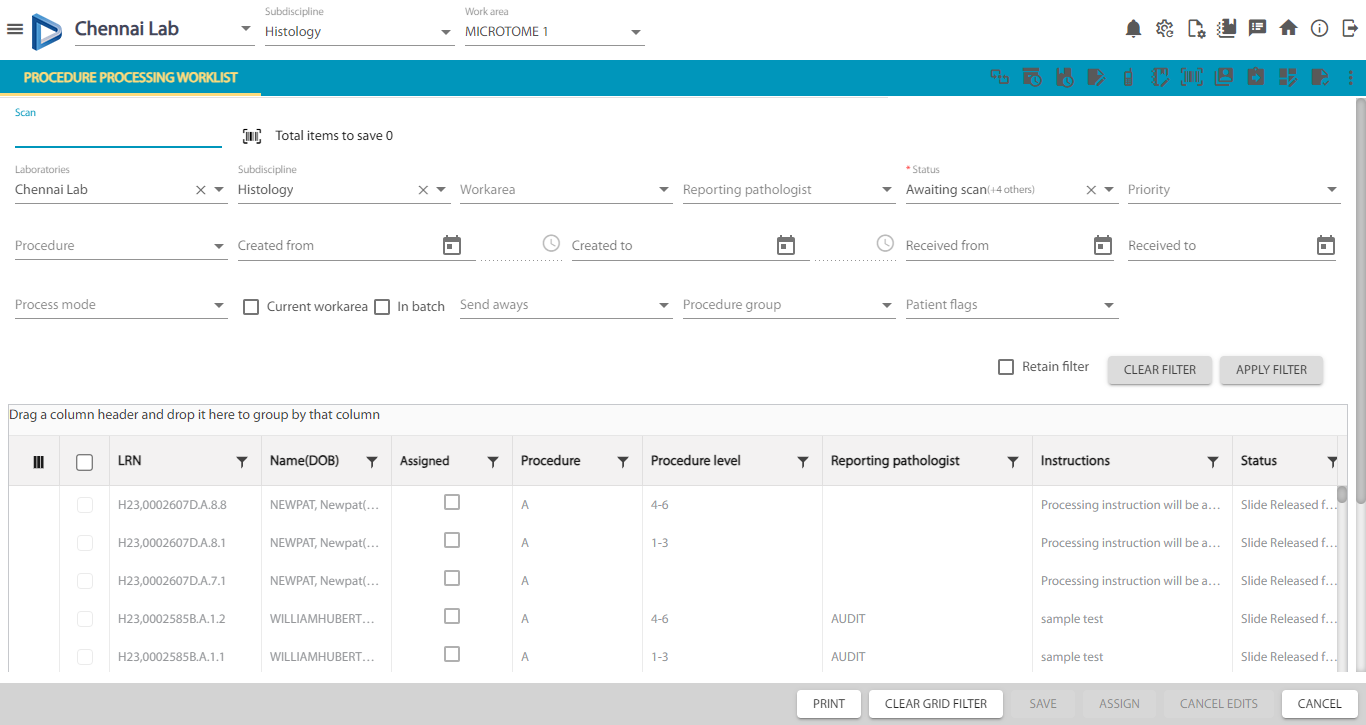 Chennai Lab
Subdiscipline
Histology
Work area
MICROTOME 1
PROCEDURE PROCESSING WORKLIST
Scan
Total items to save 0
Laboratories
Chennai Lab
Subdiscipline
Histology
Workarea
Reporting pathologist
* Status
Awaiting scan(+4 others)
Priority
Procedure
Created from
Created to
Received from
Received to
Process mode
Current workarea
In batch
Send aways
Procedure group
Patient flags
Retain filter
CLEAR FILTER
APPLY FILTER
Drag a column header and drop it here to group by that column
LRN Name(DOB) Assigned Procedure Procedure level Reporting pathologist Instructions Status
H23,0002607D.A.8.8 NEWPAT, Newpat(... A 4-6 Processing instruction will be a... Slide Released f...
H23,0002607D.A.8.1 NEWPAT, Newpat(... A 1-3 Processing instruction will be a... Slide Released f...
H23,0002607D.A.7.1 NEWPAT, Newpat(... A Processing instruction will be a... Slide Released f...
H23,0002585B.A.1.2 WILLIAMHUBERT... A 4-6 AUDIT sample test Slide Released f...
H23,0002585B.A.1.1 WILLIAMHUBERT... A 1-3 AUDIT sample test Slide Released f...
PRINT
CLEAR GRID FILTER
SAVE
ASSIGN
CANCEL EDITS
CANCEL